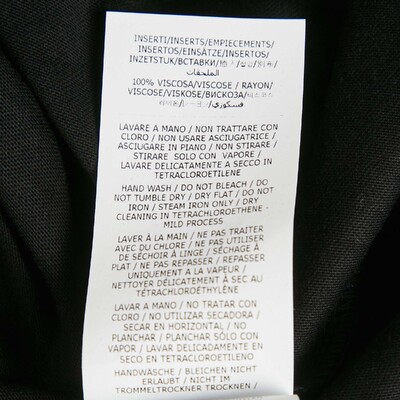 INSERTI/INSERTS/EMPIECEMENTS/
INSERTOS/EINSÄTZE/INSERTOS/
INZETSTUK/ВСТАВКИ/
الملحقات
100% VISCOSA/VISCOSE / RAYON/
VISCOSE/VISKOSE/ВИСКОЗА/
فسكوزي
LAVARE A MANO / NON TRATTARE CON
CLORO / NON USARE ASCIUGATRICE /
ASCIUGARE IN PIANO / NON STIRARE /
STIRARE SOLO CON VAPORE /
LAVARE DELICATAMENTE A SECCO IN
TETRACLOROETILENE
HAND WASH / DO NOT BLEACH / DO
NOT TUMBLE DRY / DRY FLAT / DO NOT
IRON / STEAM IRON ONLY / DRY
CLEANING IN TETRACHLOROETHENE -
MILD PROCESS
LAVER À LA MAIN / NE PAS TRAITER
AVEC DU CHLORE / NE PAS UTILISER
DE SÉCHOIR À LINGE / SÉCHAGE À
PLAT / NE PAS REPASSER / REPASSER
UNIQUEMENT A LA VAPEUR /
NETTOYER DÉLICATEMENT À SEC AU
TÉTRACHLOROÉTHYLÈNE
LAVAR A MANO / NO TRATAR CON
CLORO / NO UTILIZAR SECADORA /
SECAR EN HORIZONTAL / NO
PLANCHAR / PLANCHAR SÓLO CON
VAPOR / LAVAR DELICADAMENTE EN
SECO EN TETRACLOROETILENO
HANDWÄSCHE / BLEICHEN NICHT
ERLAUBT / NICHT IM
TROMMELTROCKNER TROCKNEN /